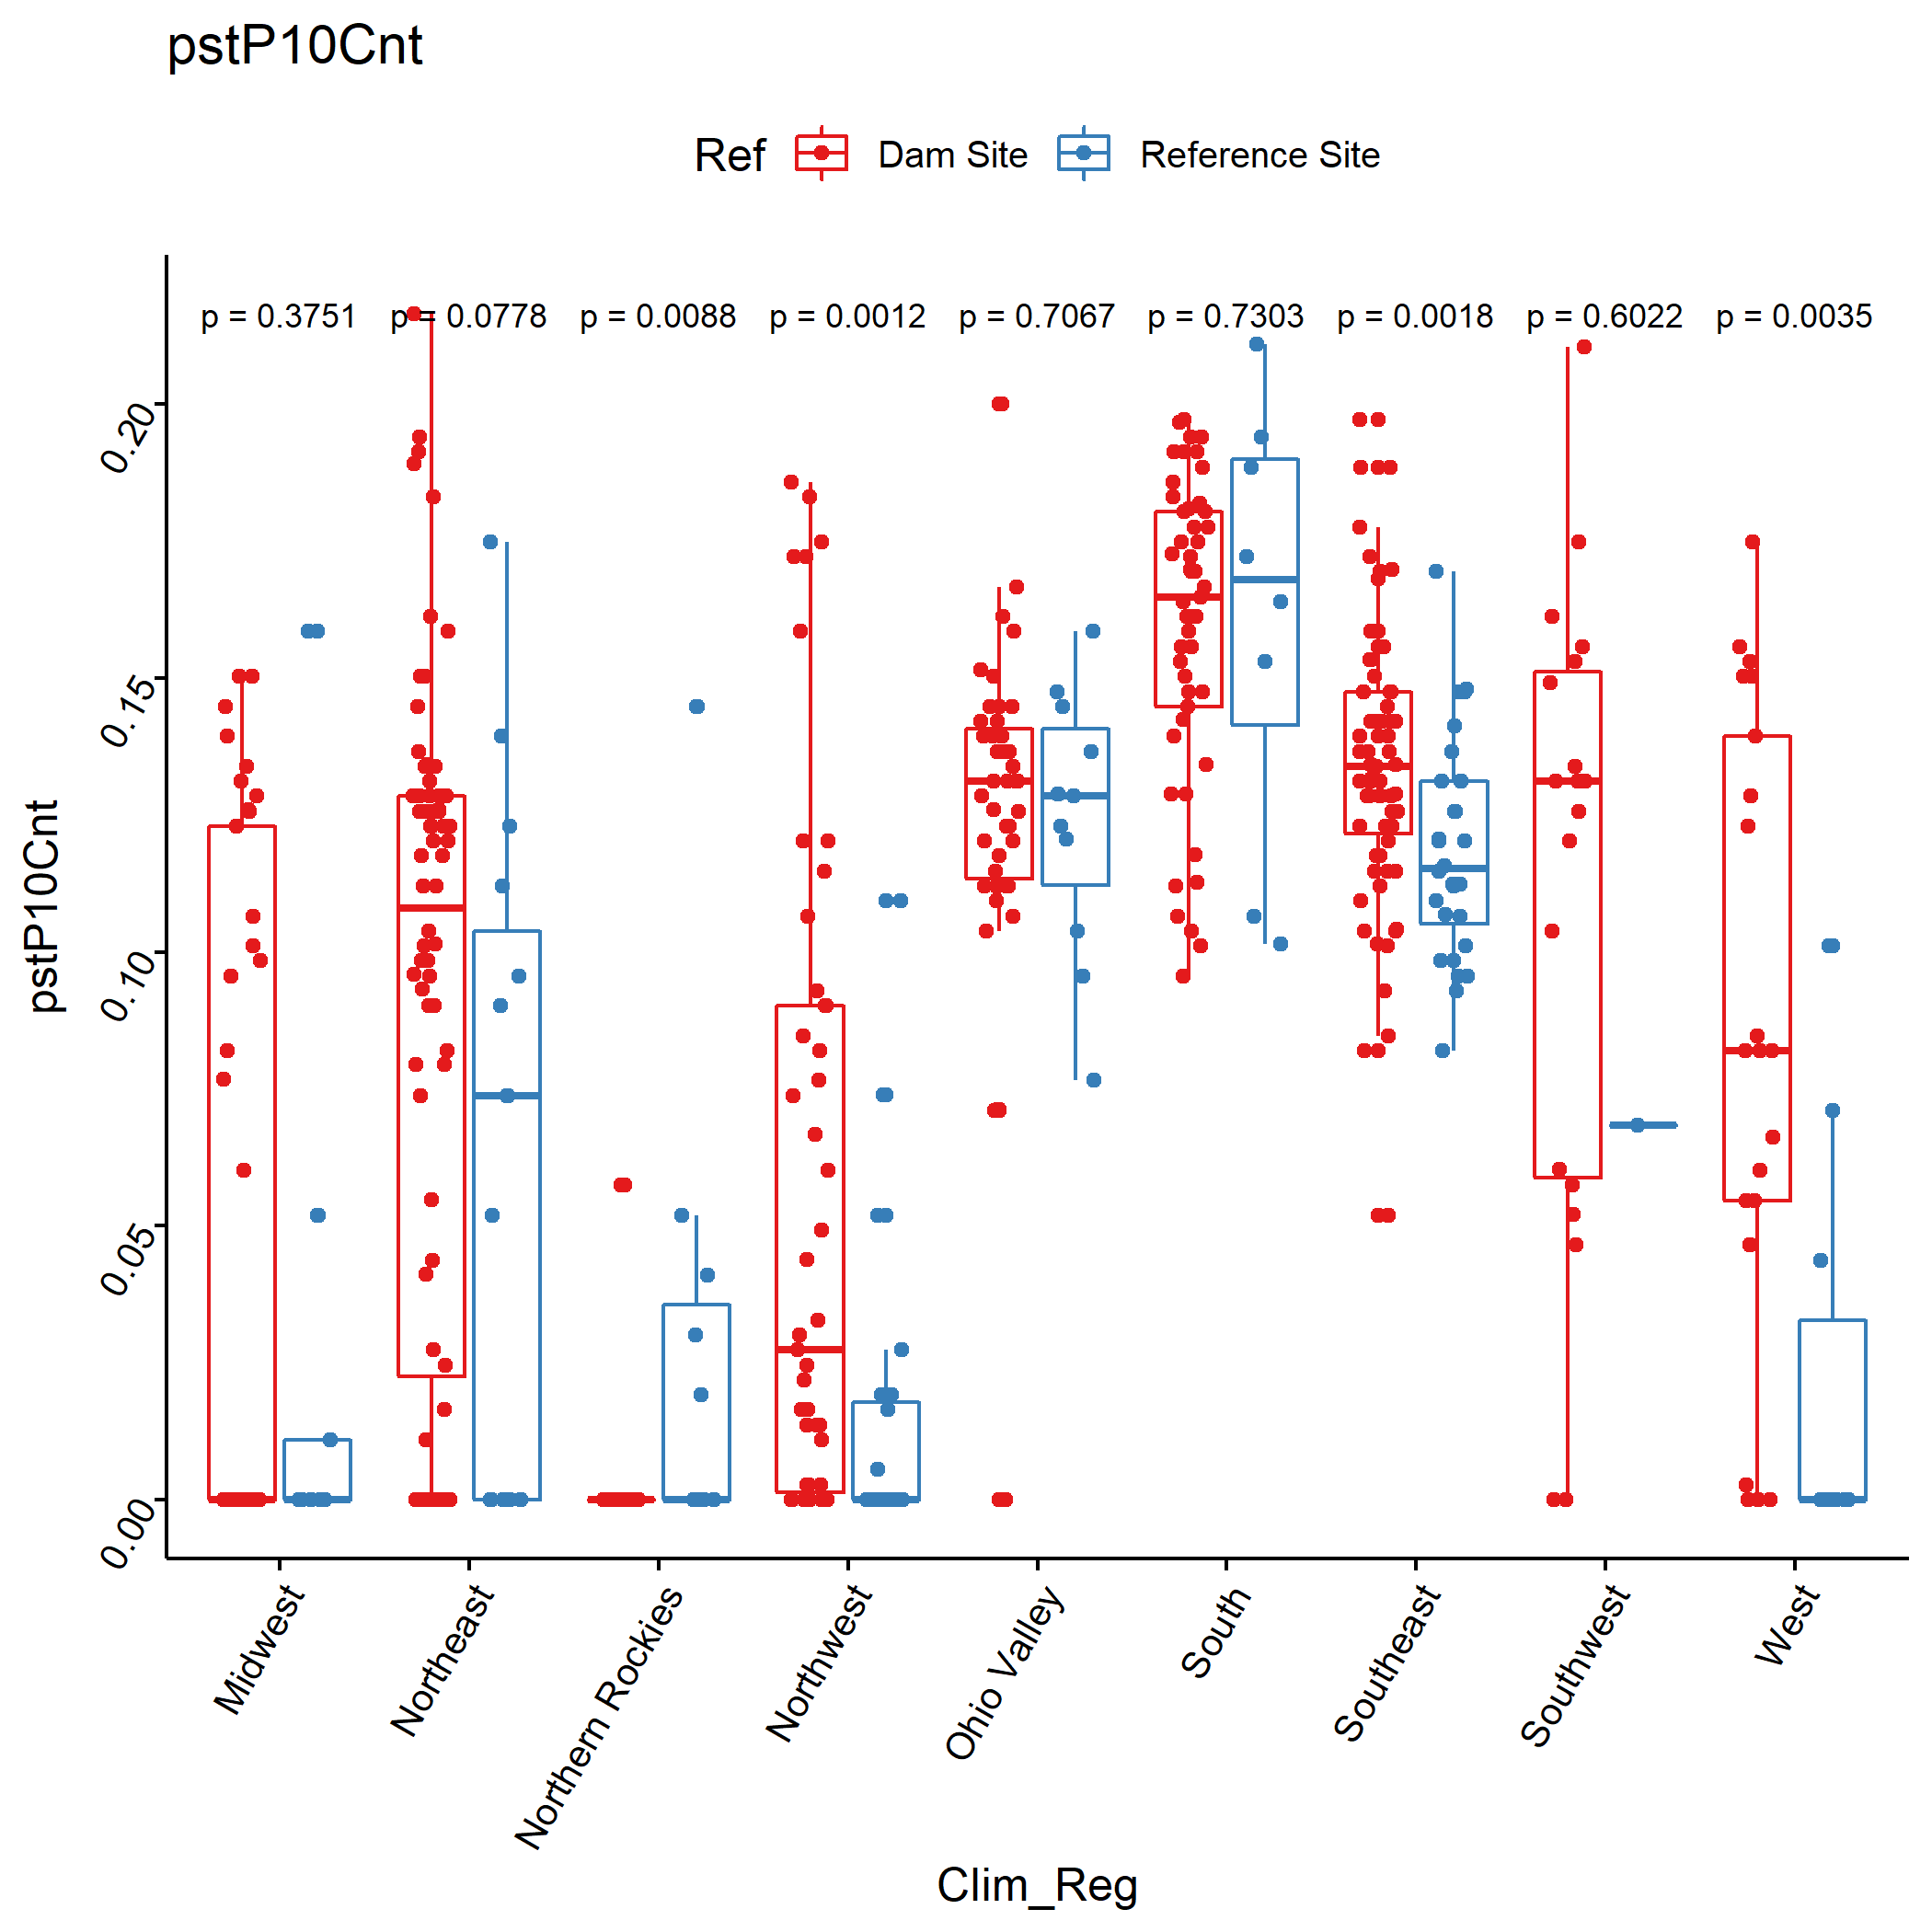 pstP10Cnt
Ref Dam Site Reference Site
p = 0.3751 p = 0.0778 p = 0.0088 p = 0.0012 p = 0.7067 p = 0.7303 p = 0.0018 p = 0.6022 p = 0.0035
pstP10Cnt
0.20
0.15
0.10
0.05
0.00
Midwest
Northeast
Northern Rockies
Northwest
Ohio Valley
South
Southeast
Southwest
West
Clim_Reg